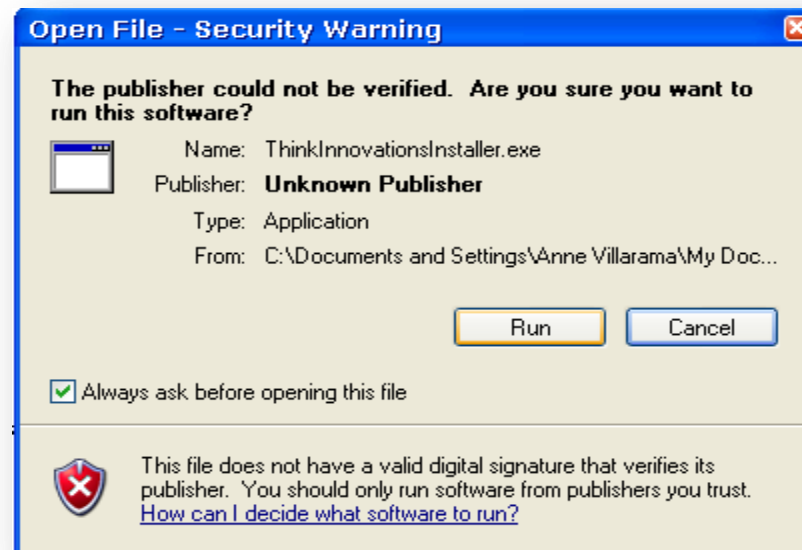 Open File - Security Warning
The publisher could not be verified. Are you sure you want to
run this software?
Name: ThinkInnovationsInstaller.exe
Publisher: Unknown Publisher
Type: Application
From: C:\Documents and Settings\Anne Villarama\My Doc...
Run Cancel
Always ask before opening this file
This file does not have a valid digital signature that verifies its
publisher. You should only run software from publishers you trust.
How can I decide what software to run?